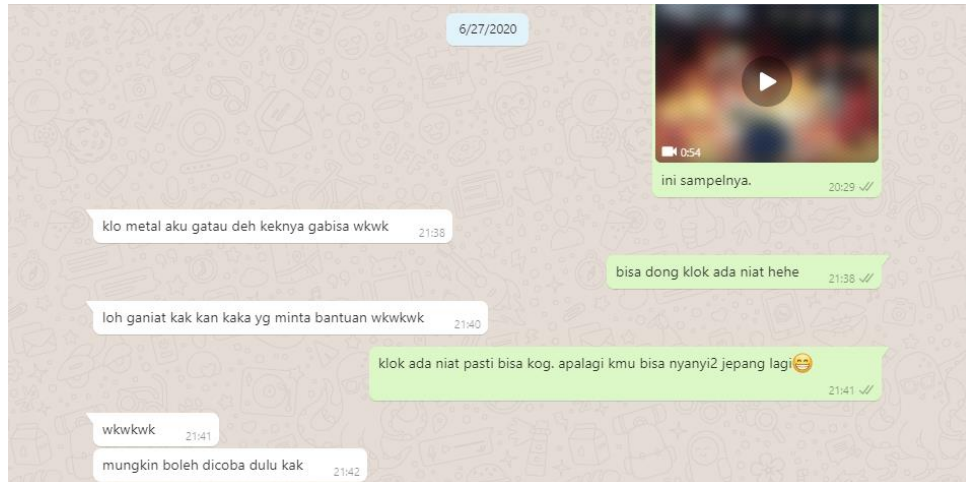 6/27/2020
0:54
ini sampelnya. 20:29
klo metal aku gatau deh keknya gabisa wkwk 21:38
bisa dong klok ada niat hehe 21:38
loh ganiat kak kan kaka yg minta bantuan wkwkwk 21:40
klok ada niat pasti bisa kog. apalagi kmu bisa nyanyi2 jepang lagi😁
21:41
wkwkwk 21:41
mungkin boleh dicoba dulu kak 21:42